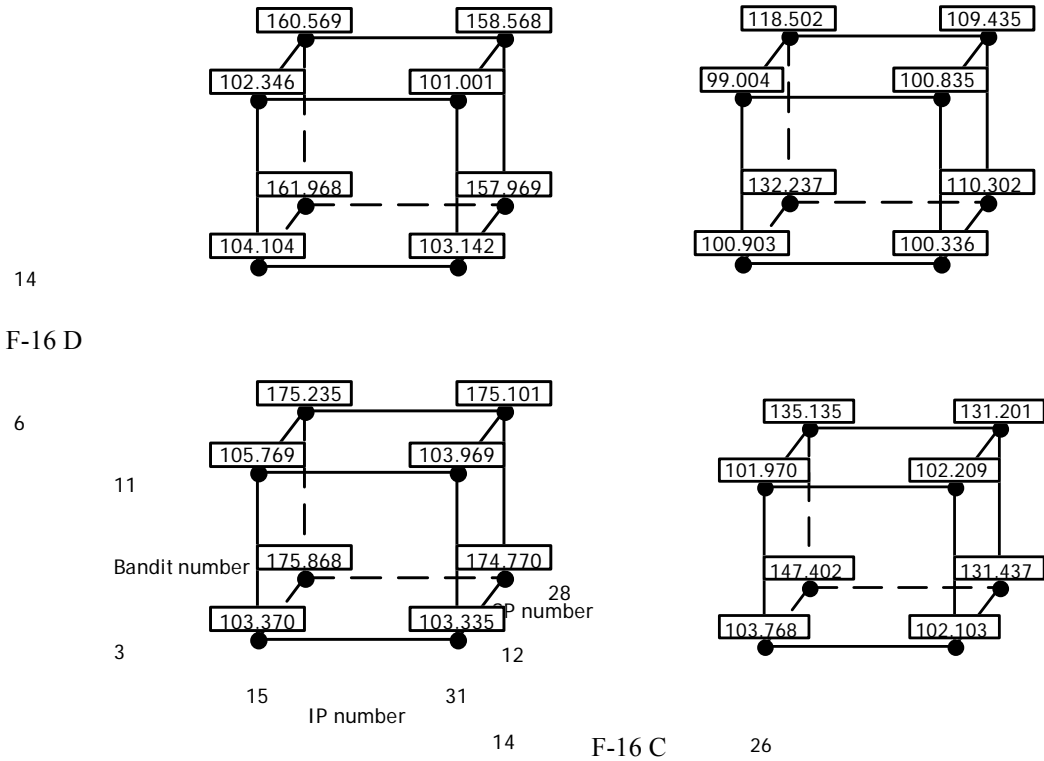 160.569 158.568 118.502 109.435
102.346 101.001 99.004 100.835
161.968 157.969 132.237 110.302
104.104 103.142 100.903 100.336
14
F-16 D
175.235 175.101 135.135 131.201
6
105.769 103.969 101.970 102.209
11
Bandit number 175.868 174.770 147.402 131.437
28
P number
103.370 103.335 103.768 102.103
3 12
15 31
IP number
14 F-16 C 26